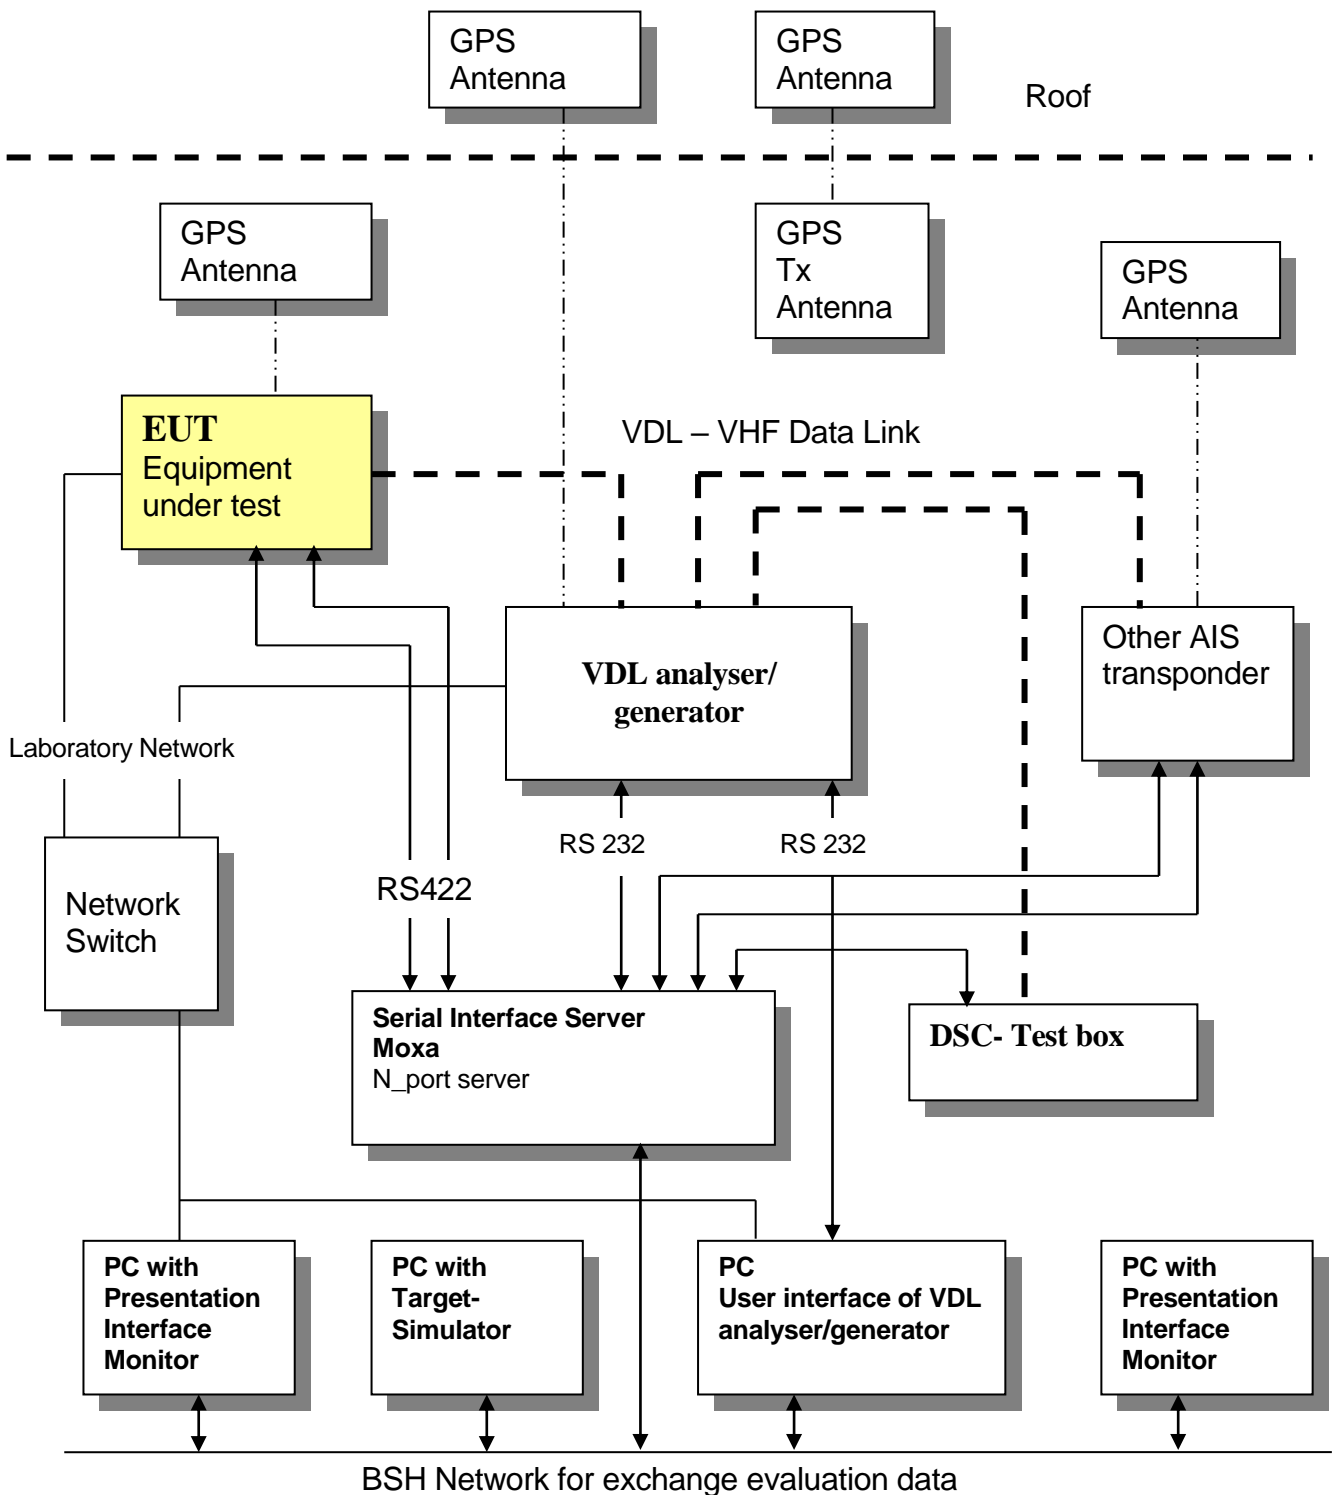 GPS
Antenna
GPS
Antenna
Roof
GPS
Antenna
GPS
Tx
Antenna
GPS
Antenna
EUT
Equipment
under test
VDL – VHF Data Link
VDL analyser/
generator
Other AIS
transponder
Laboratory Network
RS 232
RS 232
RS422
Network
Switch
Serial Interface Server
Moxa
N_port server
DSC- Test box
PC with
Presentation
Interface
Monitor
PC with
Target-
Simulator
PC
User interface of VDL
analyser/generator
PC with
Presentation
Interface
Monitor
BSH Network for exchange evaluation data